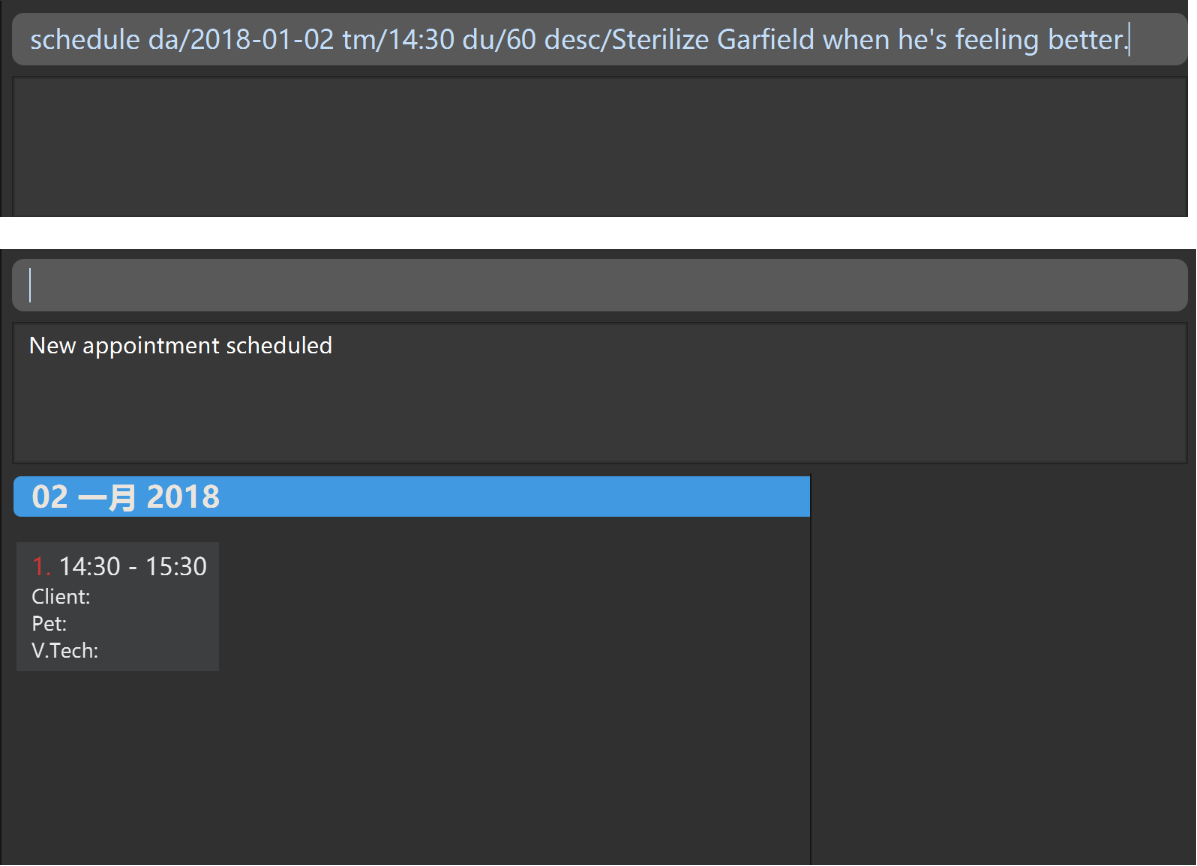 schedule da/2018-01-02 tm/14:30 du/60 desc/Sterilize Garfield when he's feeling better.
New appointment scheduled
02 一月 2018
1. 14:30 - 15:30
Client:
Pet:
V.Tech: